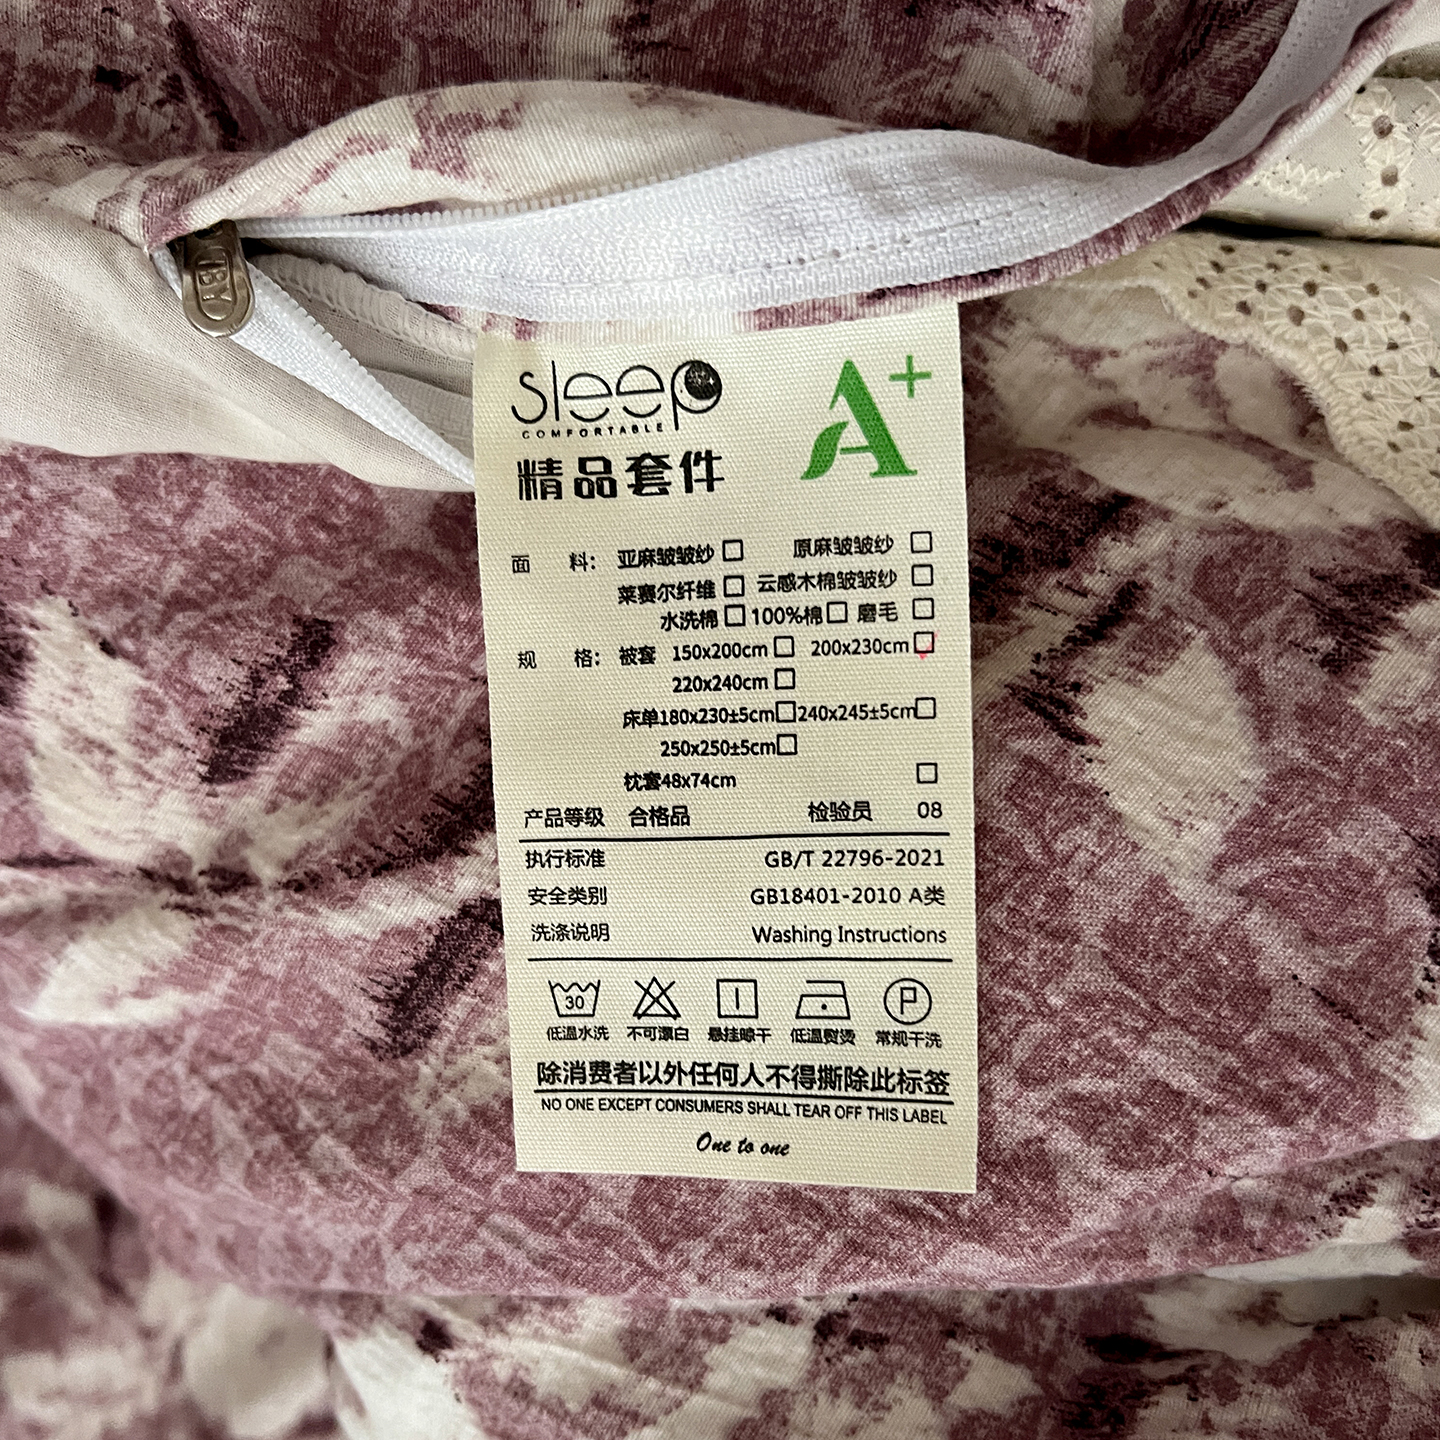 JBY
sleep
COMFORTABLE
A+
精品套件
面 料: 亚麻皱皱纱 □ 原麻皱皱纱 □
莱赛尔纤维 □ 云感木棉皱皱纱 □
水洗棉 □ 100%棉 □ 磨毛 □
规 格: 被套 150x200cm □ 200x230cm ☑
220x240cm □
床单180x230±5cm□240x245±5cm□
250x250±5cm□
枕套48x74cm □
产品等级 合格品 检验员 08
执行标准 GB/T 22796-2021
安全类别 GB18401-2010 A类
洗涤说明 Washing Instructions
30 P
低温水洗 不可漂白 悬挂晾干 低温熨烫 常规干洗
除消费者以外任何人不得撕除此标签
NO ONE EXCEPT CONSUMERS SHALL TEAR OFF THIS LABEL
One to one